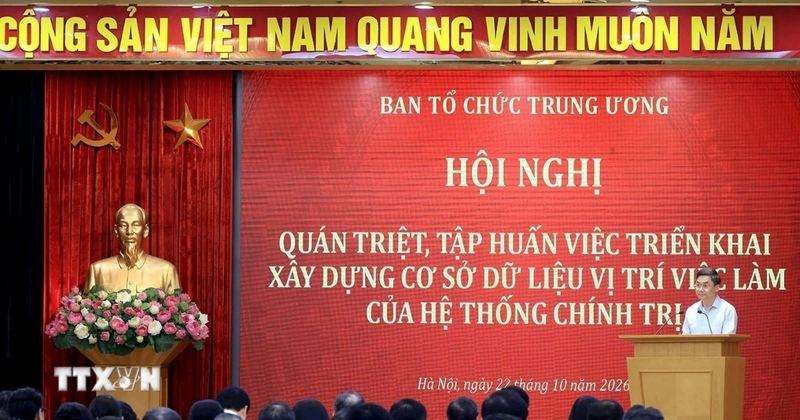 CỘNG SẢN VIỆT NAM QUANG VINH MUÔN NĂM
BAN TỔ CHỨC TRUNG ƯƠNG
HỘI NGHỊ
QUÁN TRIỆT, TẬP HUẤN VIỆC TRIỂN KHAI
XÂY DỰNG CƠ SỞ DỮ LIỆU VỊ TRÍ VIỆC LÀM
CỦA HỆ THỐNG CHÍNH TRỊ
Hà Nội, ngày 22 tháng 10 năm 2026
TTXVN